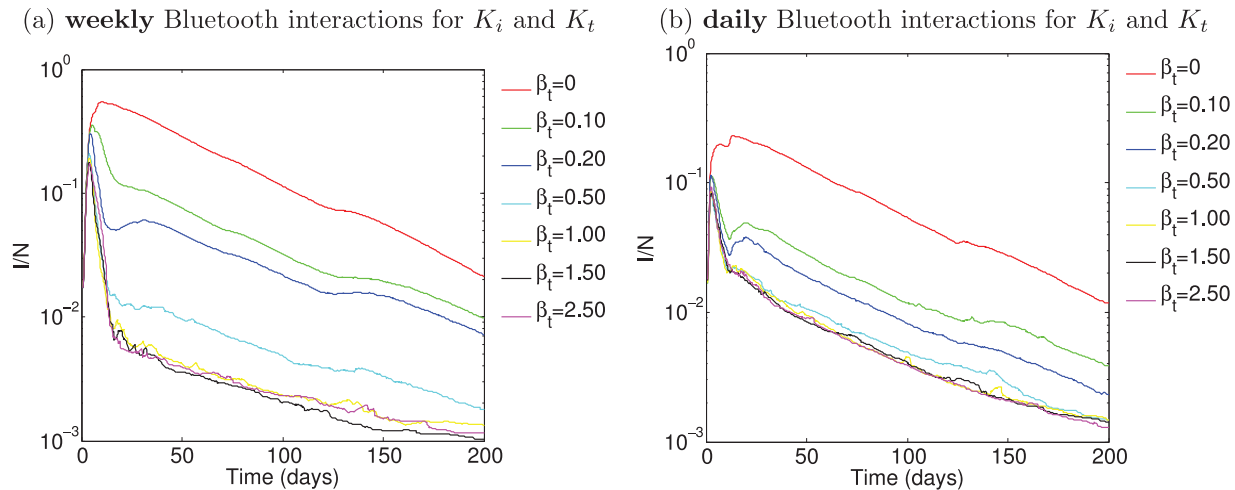 (a) weekly Bluetooth interactions for K_i and K_t
10^0
10^-1
10^-2
10^-3
I/N
0 50 100 150 200
Time (days)
β_t=0
β_t=0.10
β_t=0.20
β_t=0.50
β_t=1.00
β_t=1.50
β_t=2.50
(b) daily Bluetooth interactions for K_i and K_t
10^0
10^-1
10^-2
10^-3
I/N
0 50 100 150 200
Time (days)
β_t=0
β_t=0.10
β_t=0.20
β_t=0.50
β_t=1.00
β_t=1.50
β_t=2.50